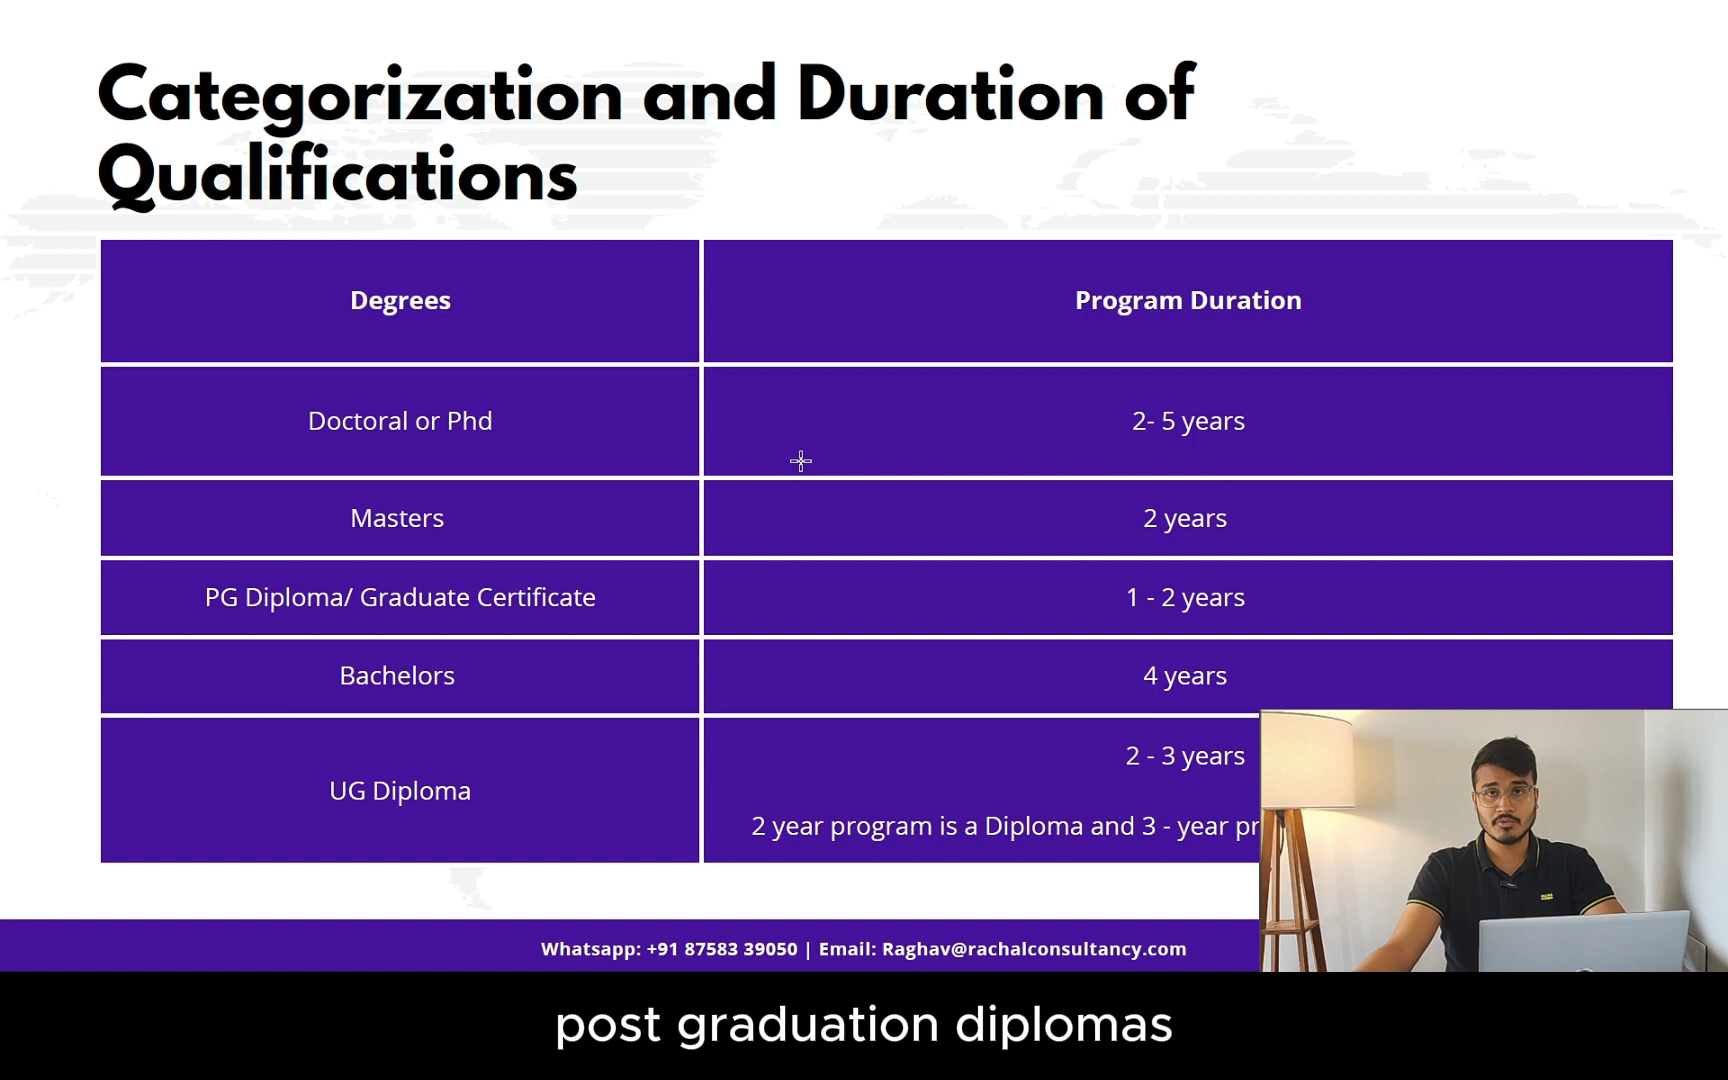 Categorization and Duration of
Qualifications
Degrees
Program Duration
Doctoral or Phd
2- 5 years
Masters
2 years
PG Diploma/ Graduate Certificate
1 - 2 years
Bachelors
4 years
UG Diploma
2 - 3 years
2 year program is a Diploma and 3 - year
Whatsapp: +91 87583 39050 | Email: Raghav@rachalconsultancy.com
post graduation diplomas